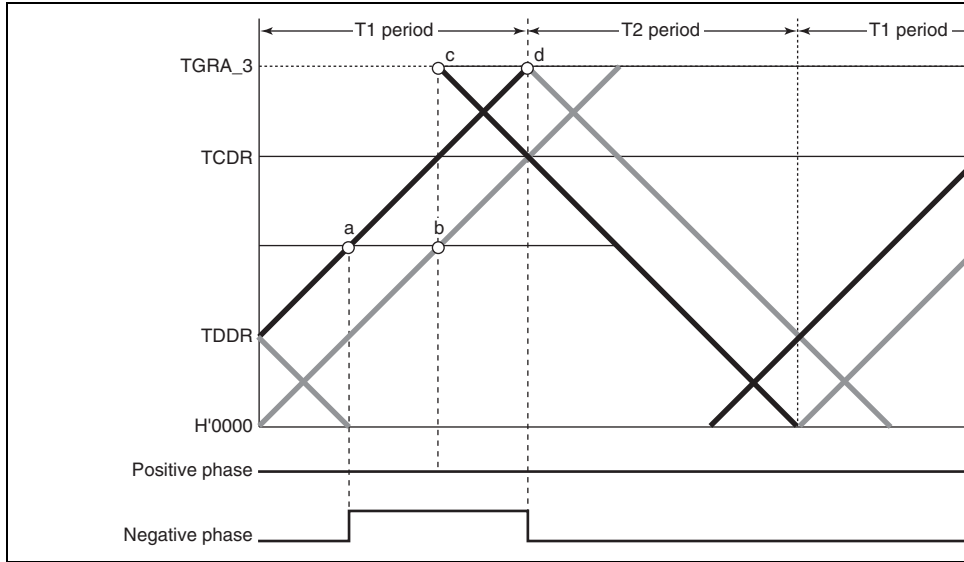 T1 period T2 period T1 period
TGRA_3 c d
TCDR
a b
TDDR
H'0000
Positive phase
Negative phase